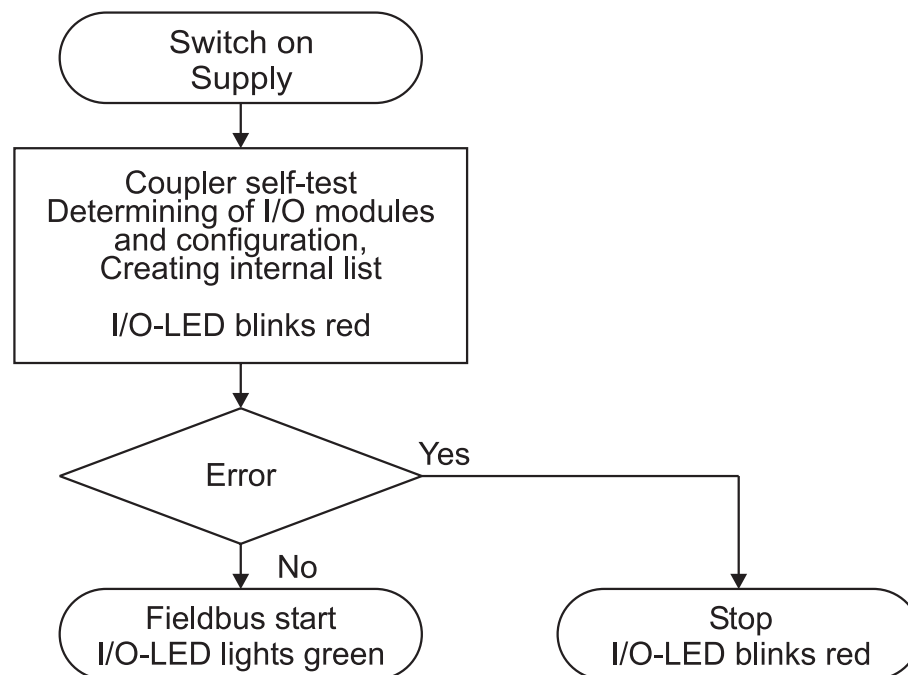 Switch on
Supply
Coupler self-test
Determining of I/O modules
and configuration,
Creating internal list
I/O-LED blinks red
Error
Yes
No
Fieldbus start
I/O-LED lights green
Stop
I/O-LED blinks red